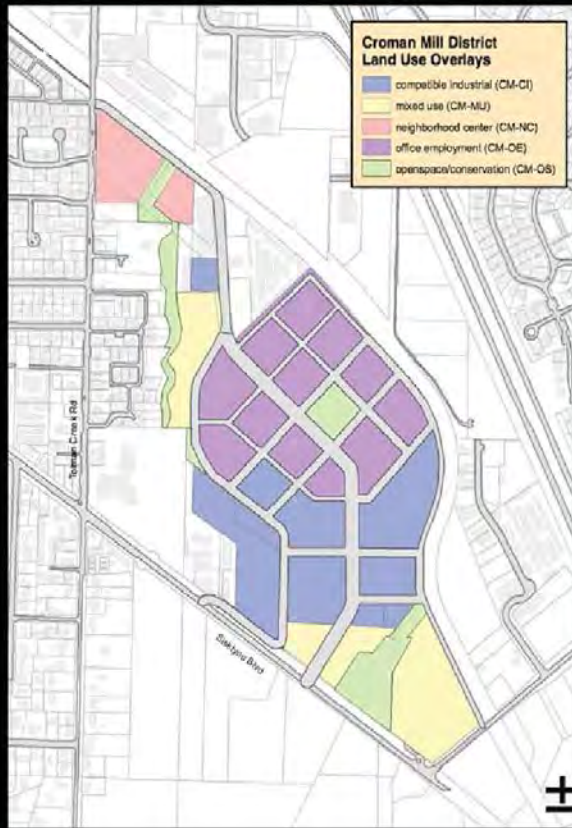 Croman Mill District
Land Use Overlays
compatible industrial (CM-CI)
mixed use (CM-MU)
neighborhood center (CM-NC)
office employment (CM-OE)
openspace/conservation (CM-OS)
Tolman Creek Rd
Siskiyou Blvd